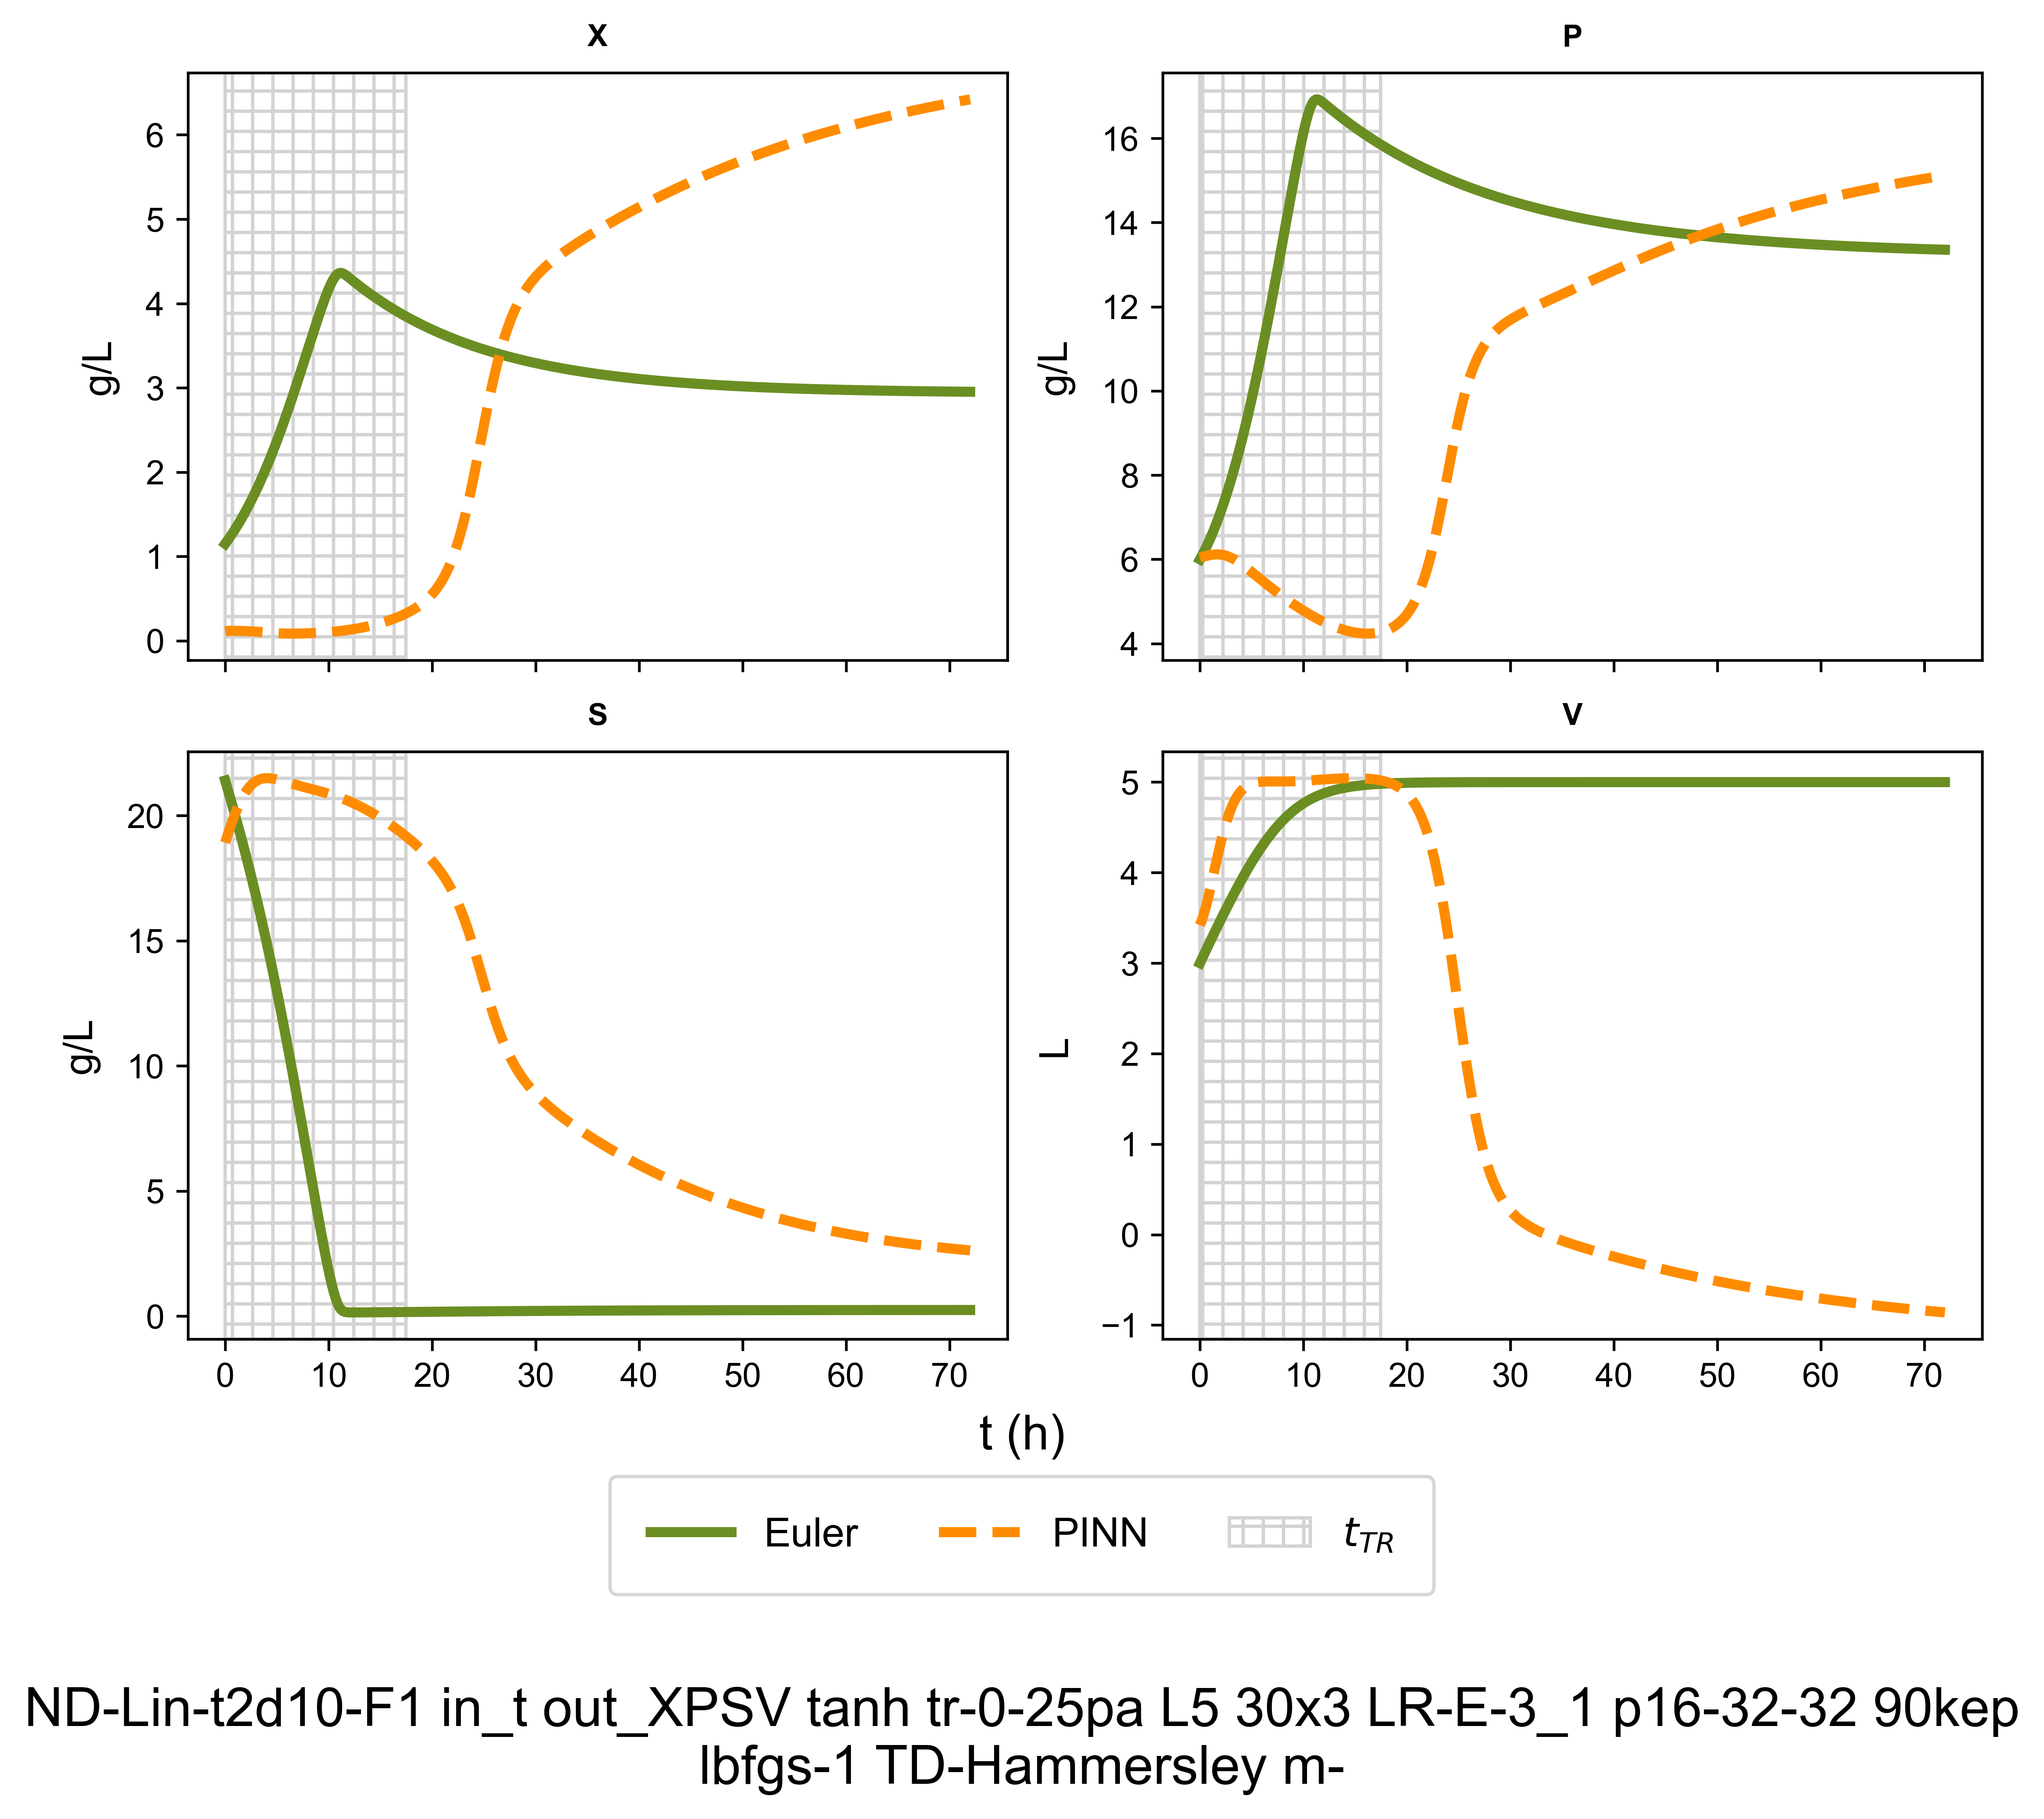 X
P
6
5
4
3
2
1
0
g/L
16
14
12
10
8
6
4
g/L
S
V
20
15
10
5
0
g/L
0 10 20 30 40 50 60 70
5
4
3
2
1
0
−1
L
0 10 20 30 40 50 60 70
t (h)
Euler PINN t_{TR}
ND-Lin-t2d10-F1 in_t out_XPSV tanh tr-0-25pa L5 30x3 LR-E-3_1 p16-32-32 90kep
lbfgs-1 TD-Hammersley m-